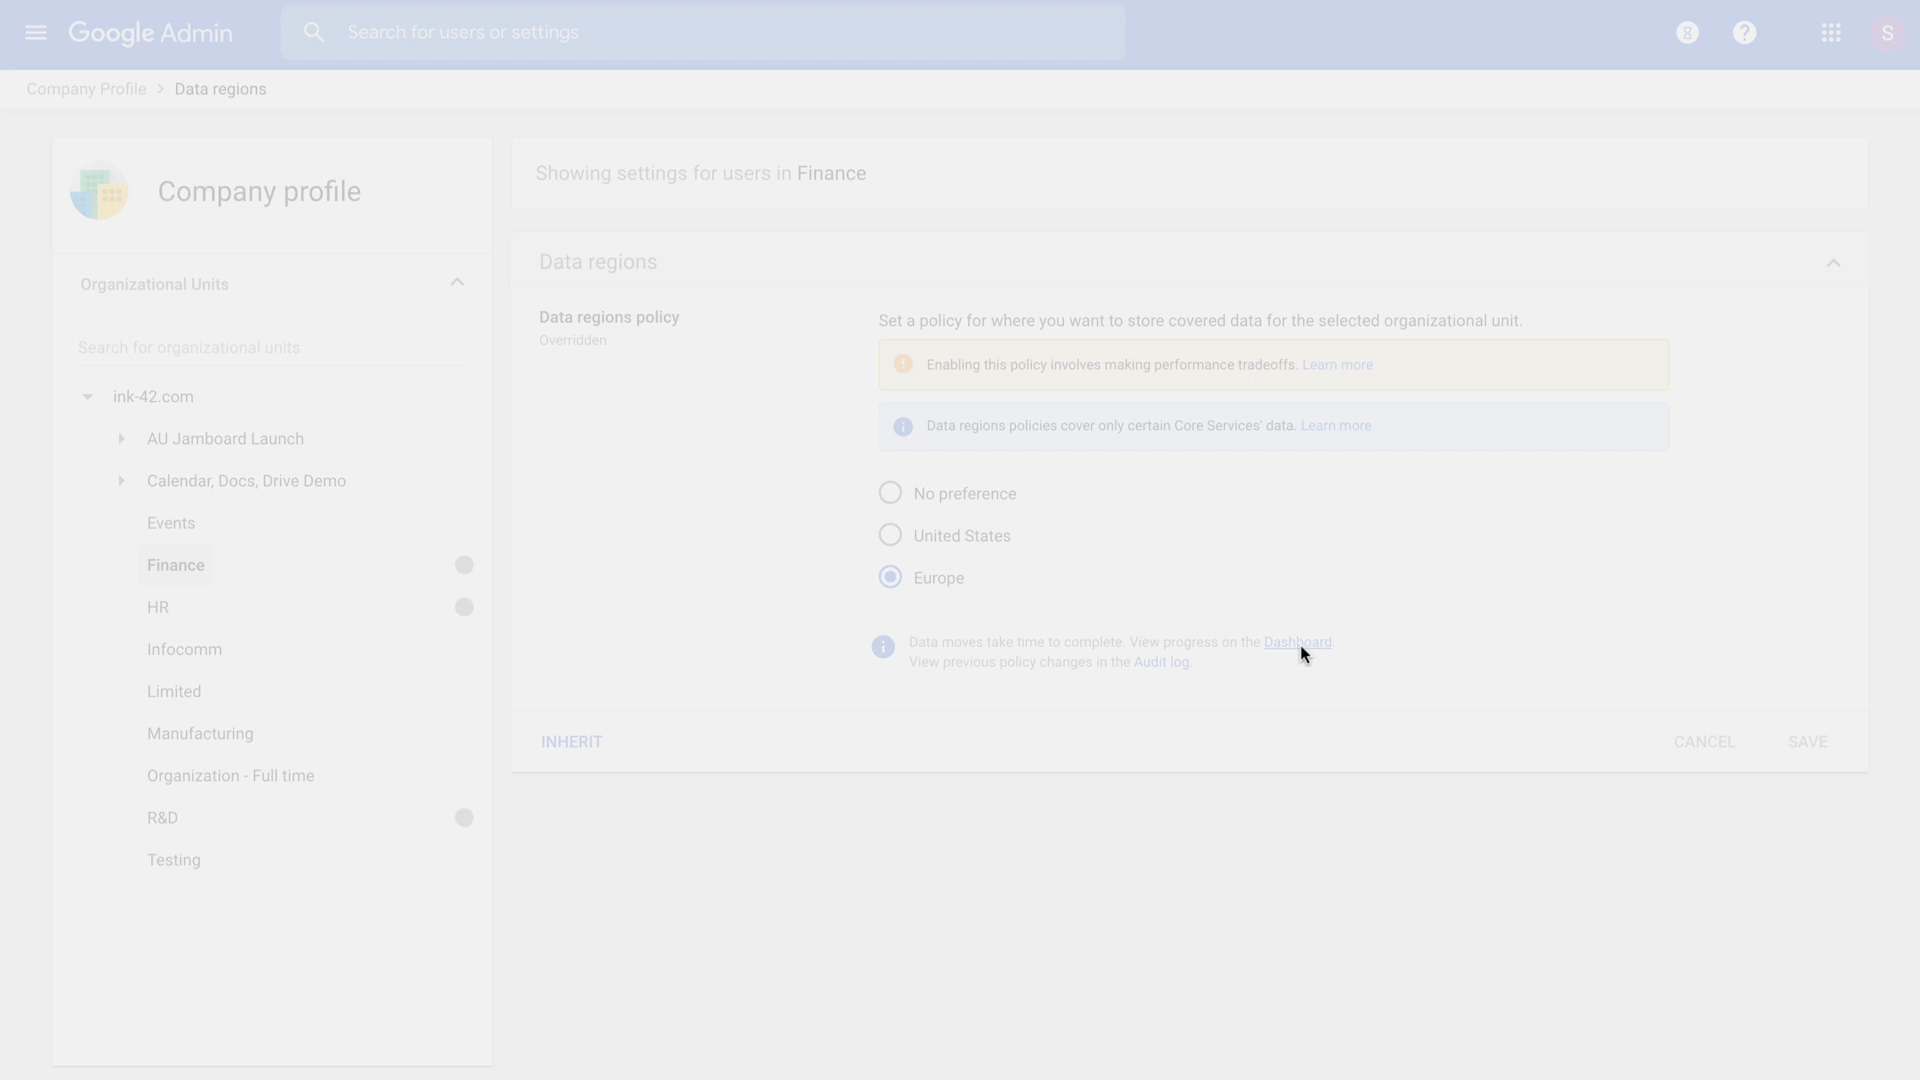 Google Admin
Search for users or settings
S
Company Profile > Data regions
Company profile
Organizational Units
Search for organizational units
ink-42.com
AU Jamboard Launch
Calendar, Docs, Drive Demo
Events
Finance
HR
Infocomm
Limited
Manufacturing
Organization - Full time
R&D
Testing
Showing settings for users in Finance
Data regions
Data regions policy
Overridden
Set a policy for where you want to store covered data for the selected organizational unit.
Enabling this policy involves making performance tradeoffs. Learn more
Data regions policies cover only certain Core Services' data. Learn more
No preference
United States
Europe
Data moves take time to complete. View progress on the Dashboard.
View previous policy changes in the Audit log.
INHERIT
CANCEL
SAVE